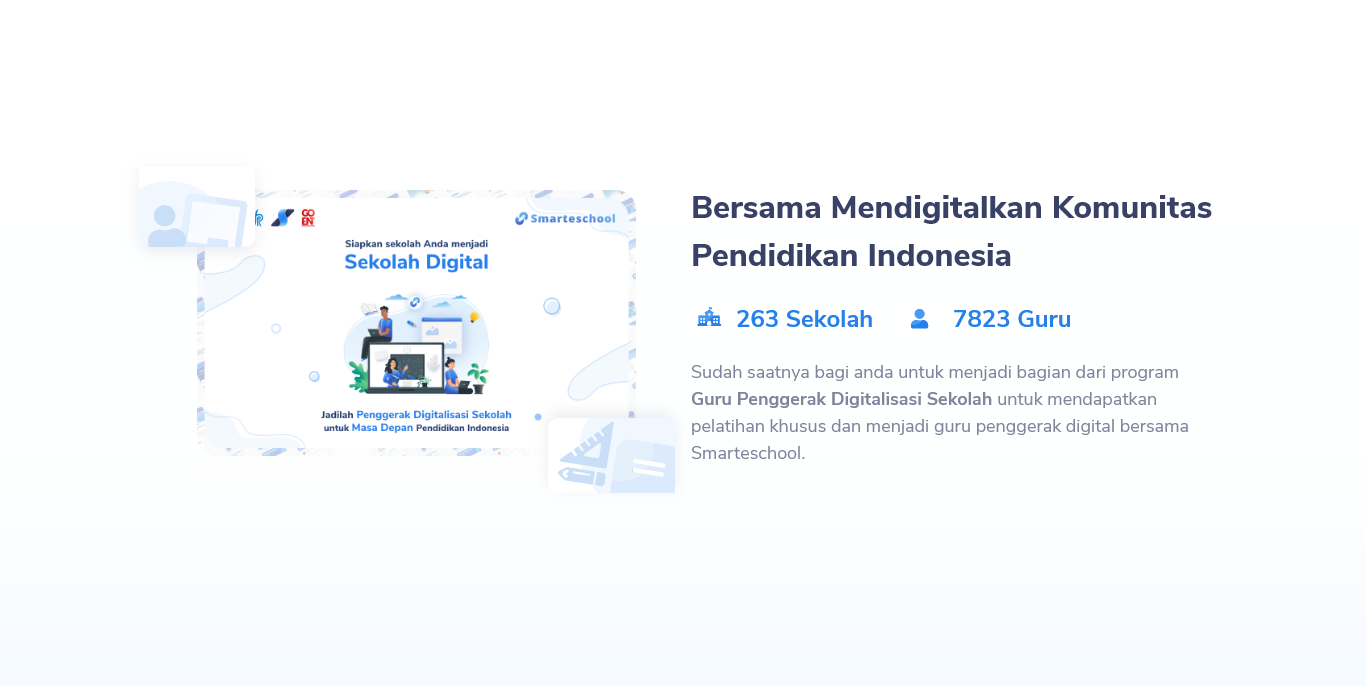 GO
EN
Smarteschool
Siapkan sekolah Anda menjadi
Sekolah Digital
Jadilah Penggerak Digitalisasi Sekolah
untuk Masa Depan Pendidikan Indonesia
Bersama Mendigitalkan Komunitas
Pendidikan Indonesia
263 Sekolah
7823 Guru
Sudah saatnya bagi anda untuk menjadi bagian dari program
Guru Penggerak Digitalisasi Sekolah untuk mendapatkan
pelatihan khusus dan menjadi guru penggerak digital bersama
Smarteschool.